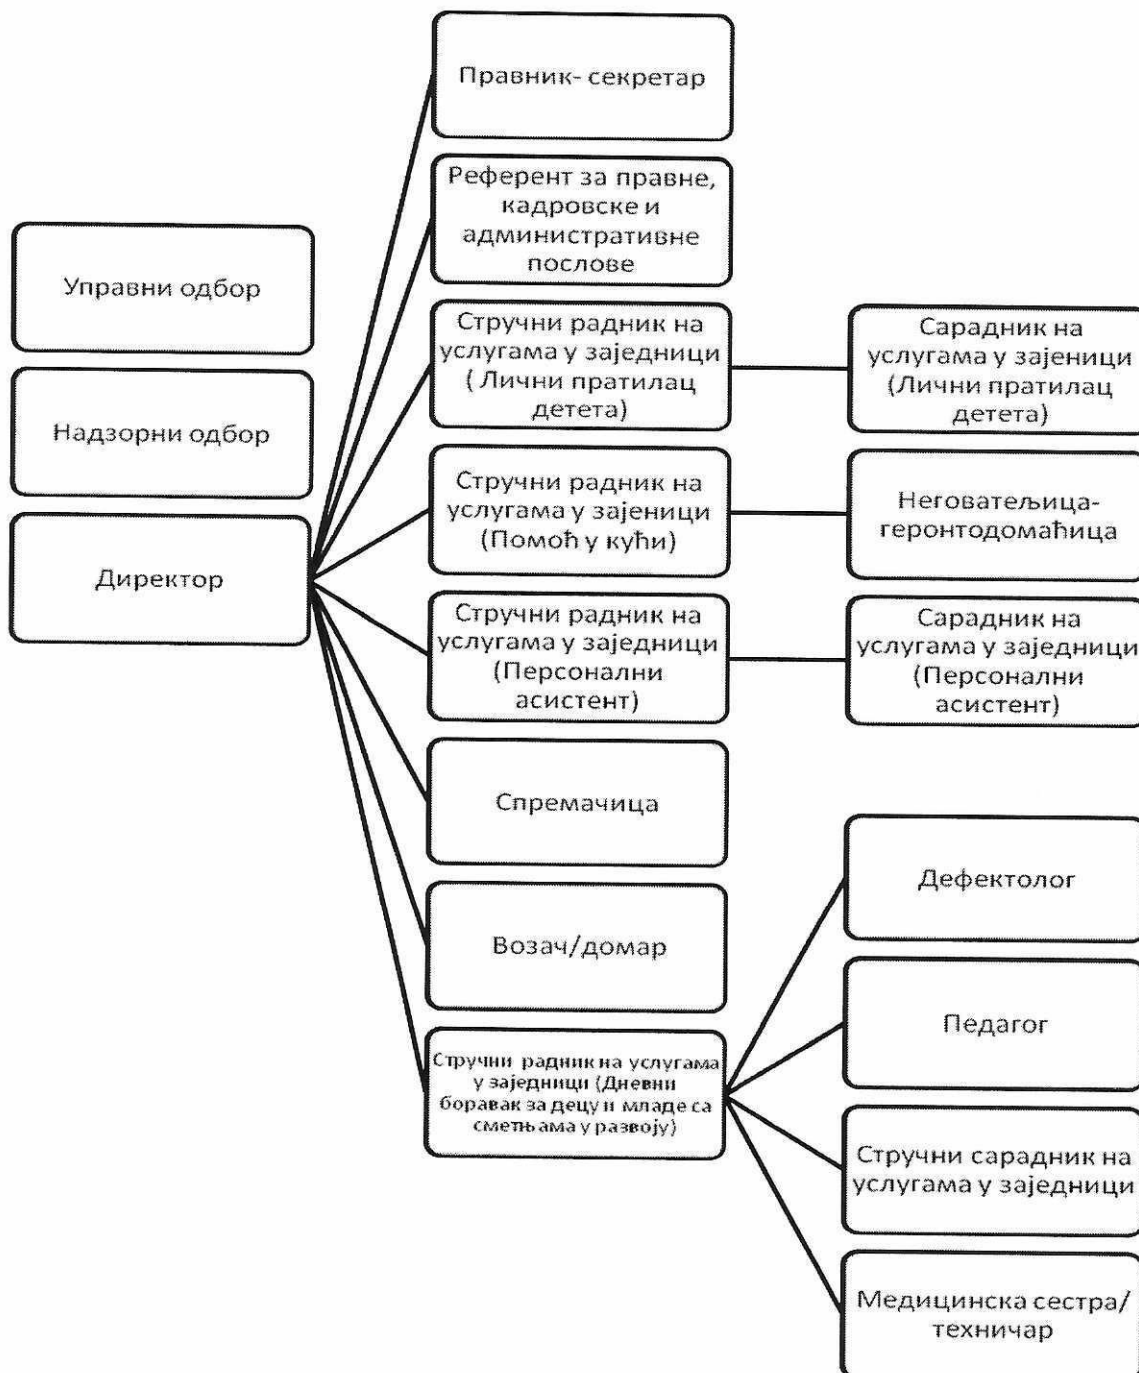 Управни одбор
Надзорни одбор
Директор
Правник- секретар
Референт за правне,
кадровске и
административне
послове
Стручни радник на
услугама у заједници
( Лични пратилац
детета)
Стручни радник на
услугама у зајеници
(Помоћ у кући)
Стручни радник на
услугама у заједници
(Персонални
асистент)
Спремачица
Возач/домар
Стручни радник на услугама
у заједници (Дневни
боравак за децу и младе са
сметњама у развоју)
Сарадник на
услугама у зајеници
(Лични пратилац
детета)
Неговатељица-
геронтодомаћица
Сарадник на
услугама у заједници
(Персонални
асистент)
Дефектолог
Педагог
Стручни сарадник на
услугама у заједници
Медицинска сестра/
техничар